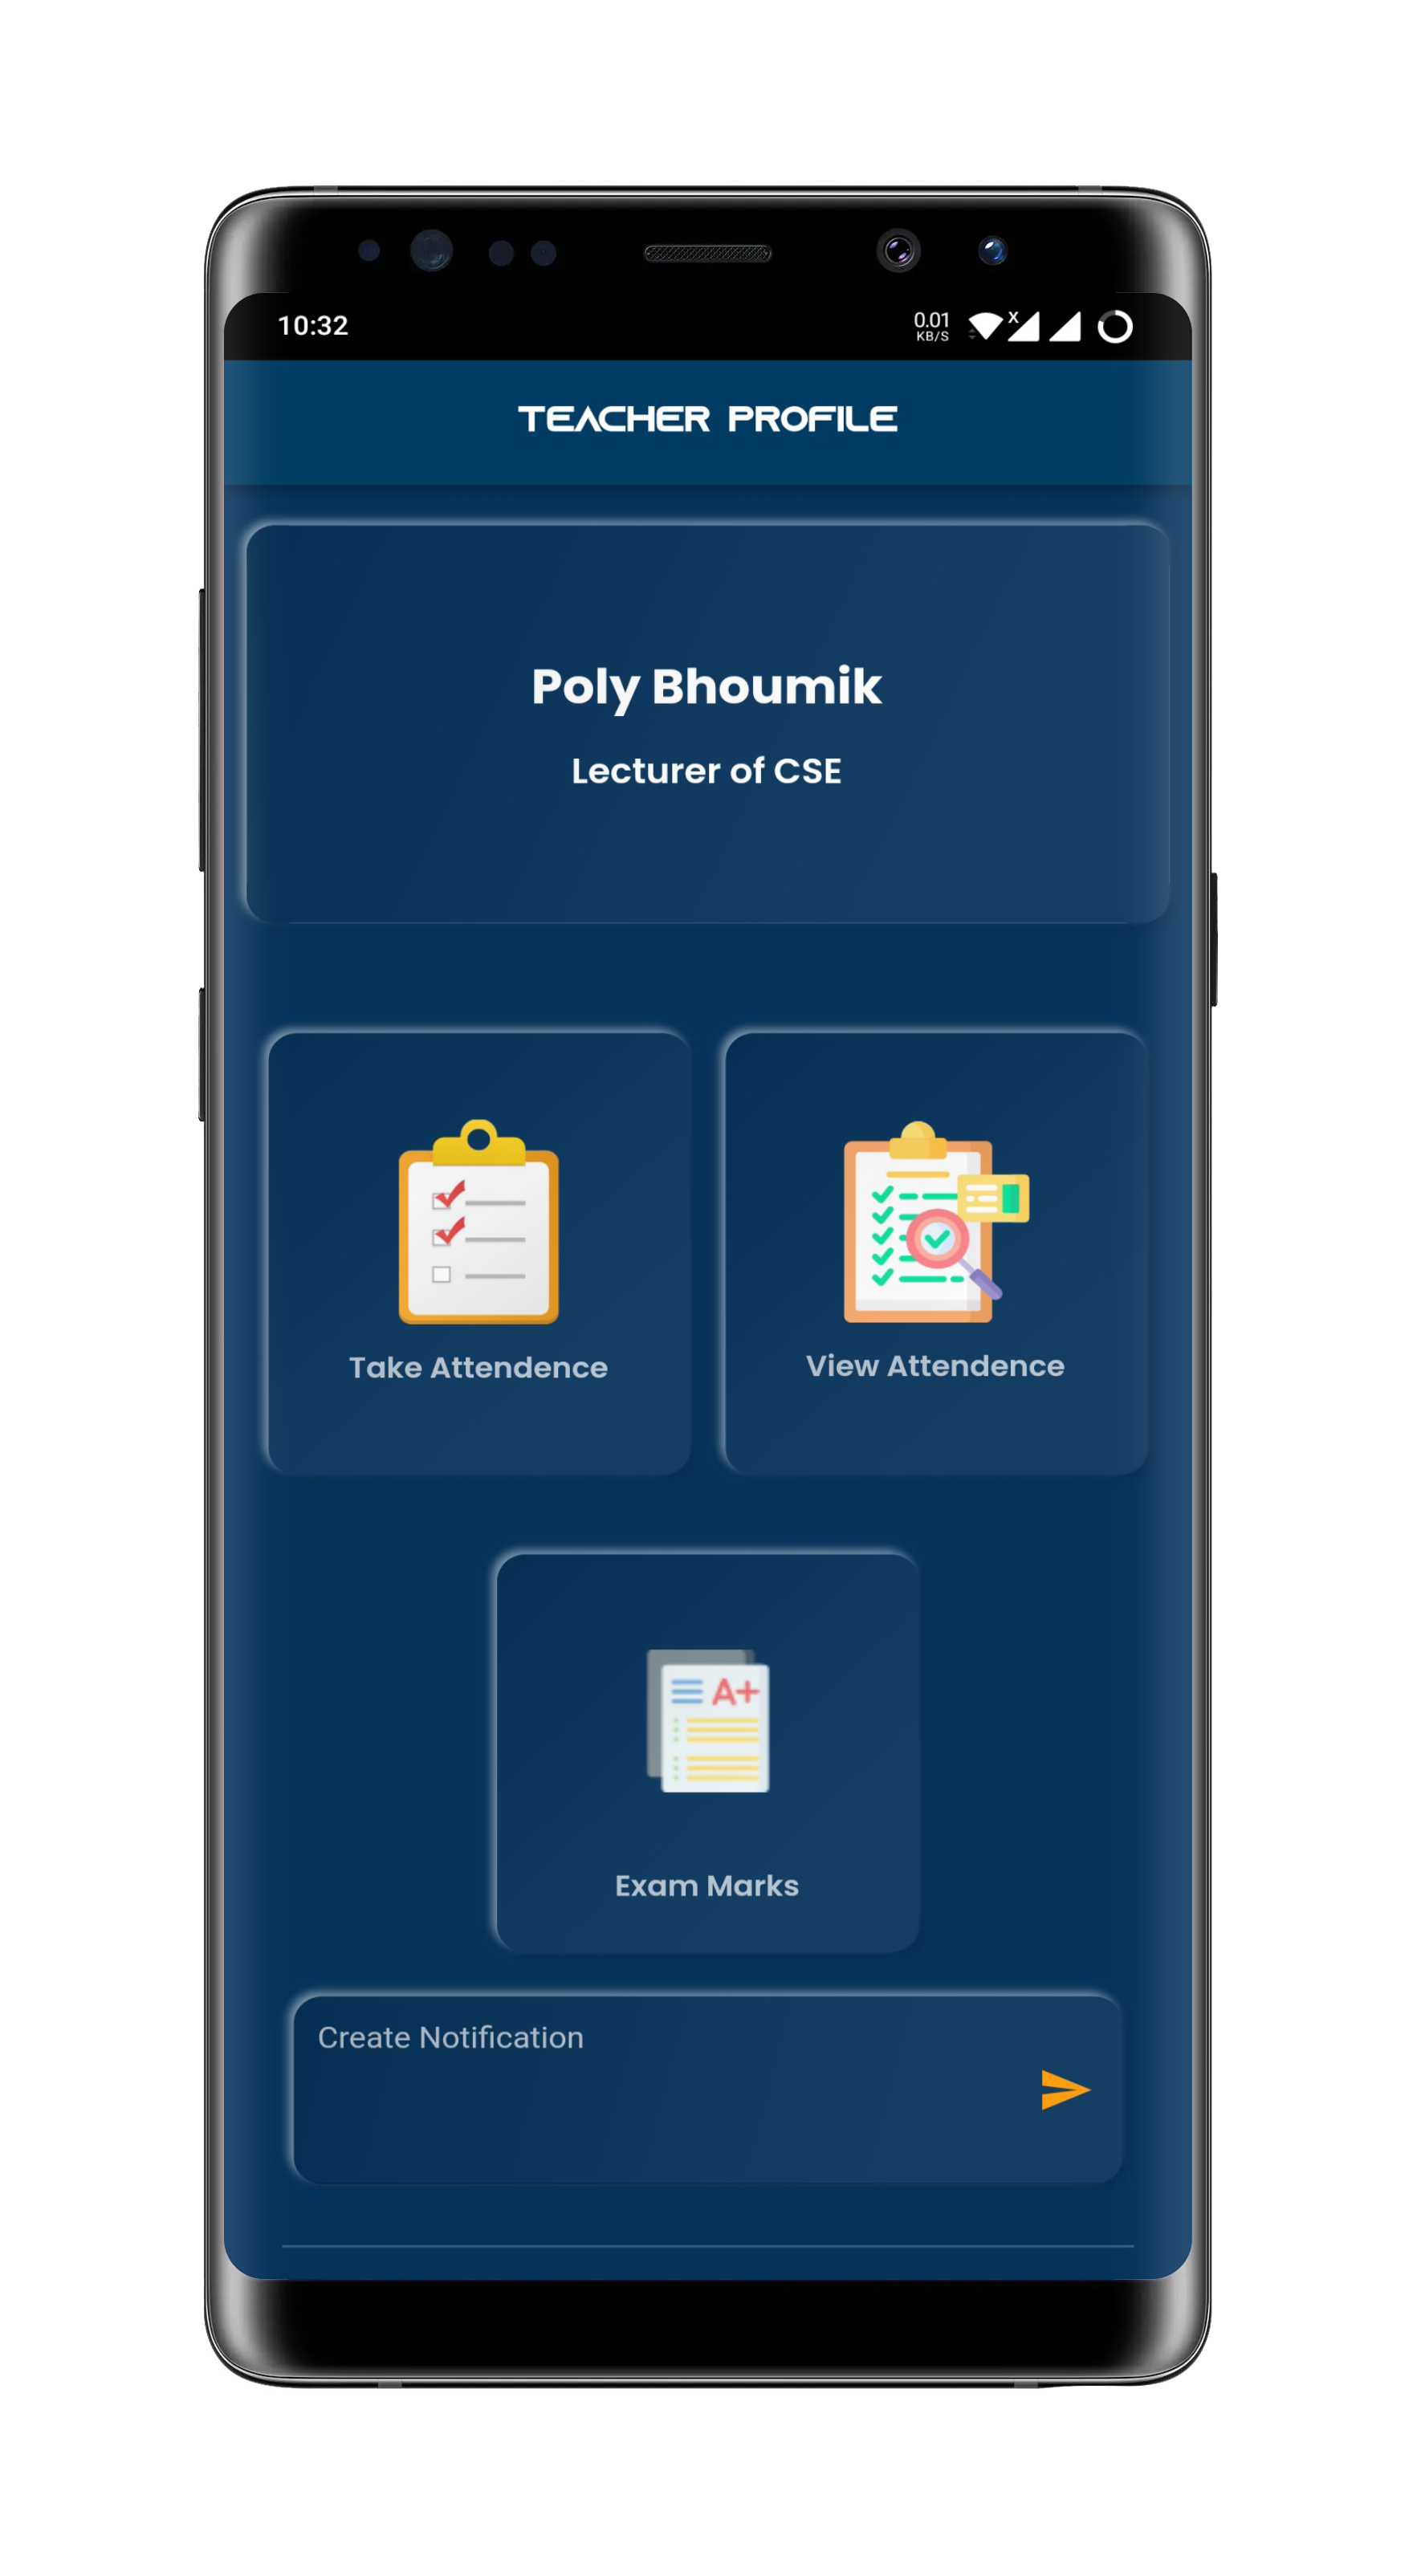 10:32
0.01
KB/S
X
TEACHER PROFILE
Poly Bhoumik
Lecturer of CSE
Take Attendence
View Attendence
A+
Exam Marks
Create Notification